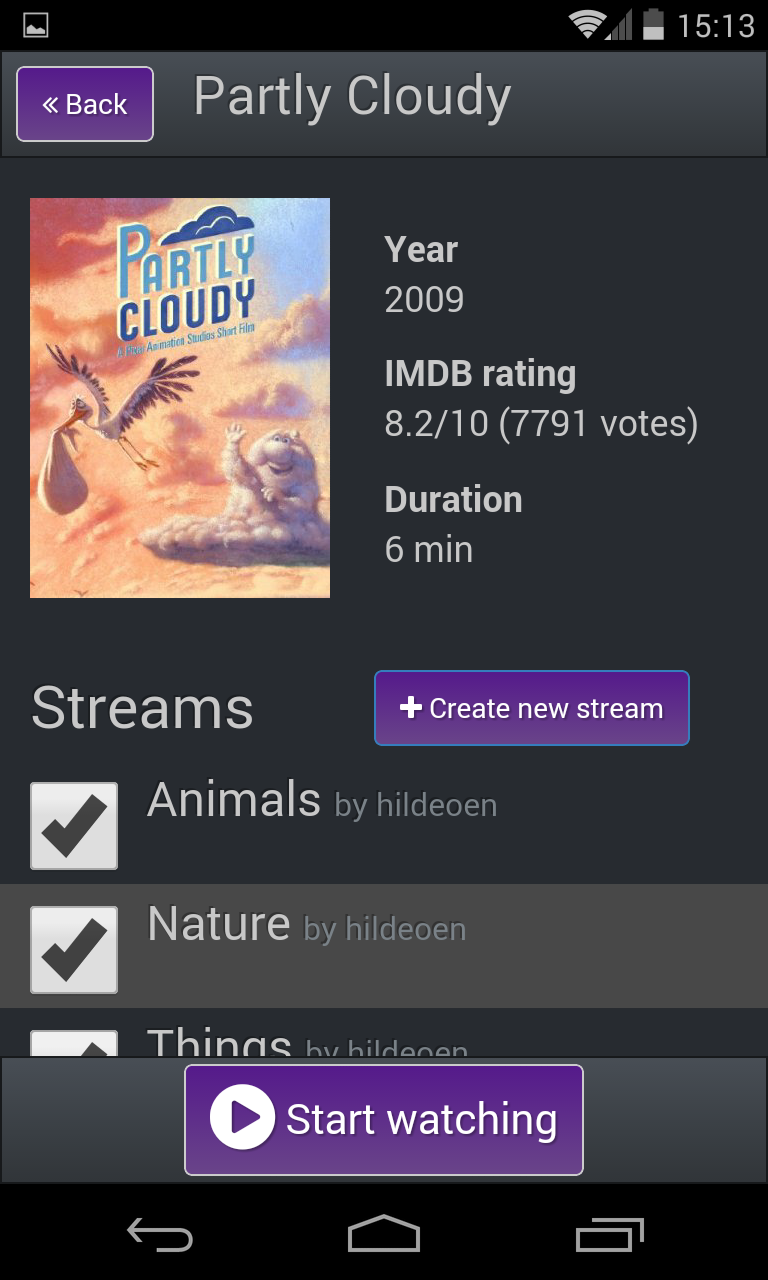 15:13
« Back
Partly Cloudy
PARTLY
CLOUDY
A Pixar Animation Studios Short Film
Year
2009
IMDB rating
8.2/10 (7791 votes)
Duration
6 min
Streams
Create new stream
Animals by hildeoen
Nature by hildeoen
Things by hildeoen
Start watching